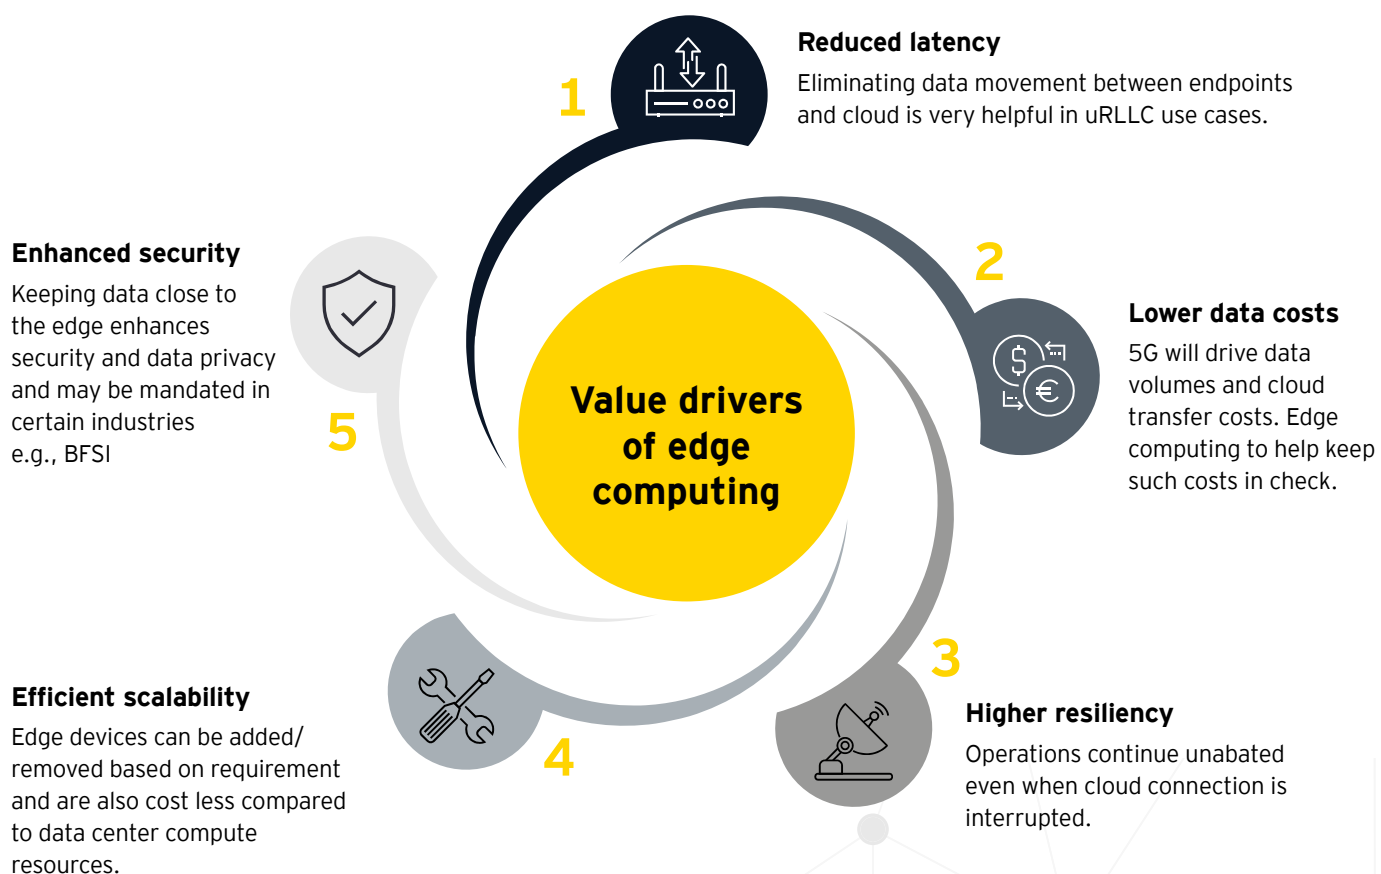 1
Reduced latency
Eliminating data movement between endpoints
and cloud is very helpful in uRLLC use cases.
2
Lower data costs
5G will drive data
volumes and cloud
transfer costs. Edge
computing to help keep
such costs in check.
3
Higher resiliency
Operations continue unabated
even when cloud connection is
interrupted.
4
Efficient scalability
Edge devices can be added/
removed based on requirement
and are also cost less compared
to data center compute
resources.
5
Enhanced security
Keeping data close to
the edge enhances
security and data privacy
and may be mandated in
certain industries
e.g., BFSI
Value drivers
of edge
computing
$
€